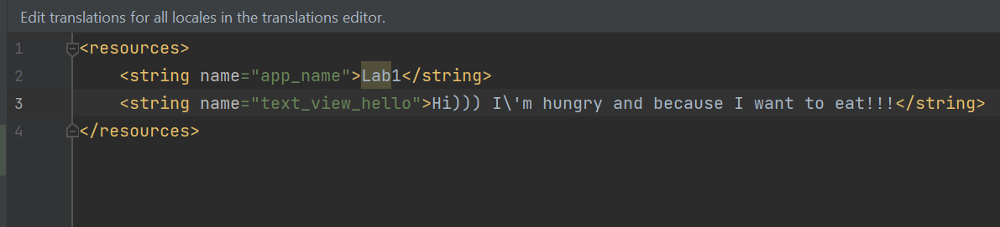 Edit translations for all locales in the translations editor.
1 <resources>
2 <string name="app_name">Lab1</string>
3 <string name="text_view_hello">Hi))) I\'m hungry and because I want to eat!!!</string>
4 </resources>